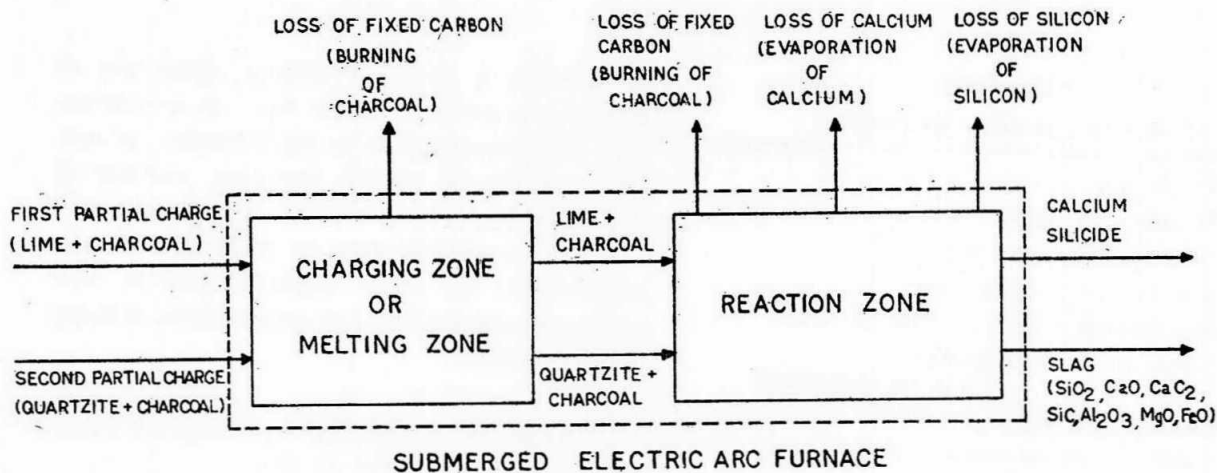 LOSS OF FIXED CARBON
(BURNING
OF
CHARCOAL)
LOSS OF FIXED
CARBON
(BURNING OF
CHARCOAL)
LOSS OF CALCIUM
(EVAPORATION
OF
CALCIUM)
LOSS OF SILICON
(EVAPORATION
OF
SILICON)
FIRST PARTIAL CHARGE
(LIME + CHARCOAL)
SECOND PARTIAL CHARGE
(QUARTZITE + CHARCOAL)
CHARGING ZONE
OR
MELTING ZONE
LIME +
CHARCOAL
QUARTZITE +
CHARCOAL
REACTION ZONE
CALCIUM
SILICIDE
SLAG
(SiO2, CaO, CaC2,
SiC, Al2O3, MgO, FeO)
SUBMERGED ELECTRIC ARC FURNACE